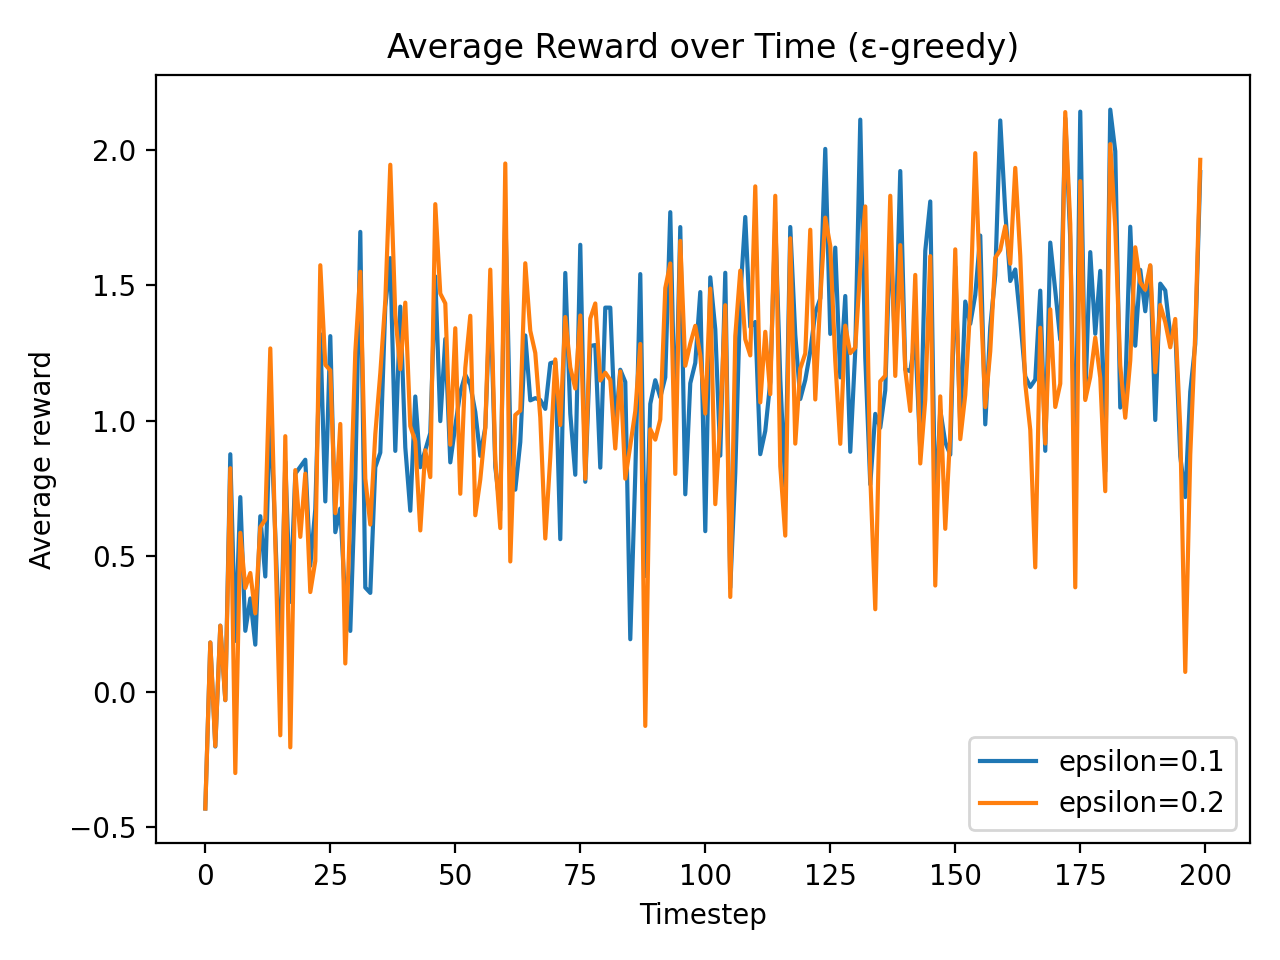 Average Reward over Time (ε-greedy)
Average reward
2.0
1.5
1.0
0.5
0.0
−0.5
0 25 50 75 100 125 150 175 200
Timestep
epsilon=0.1
epsilon=0.2